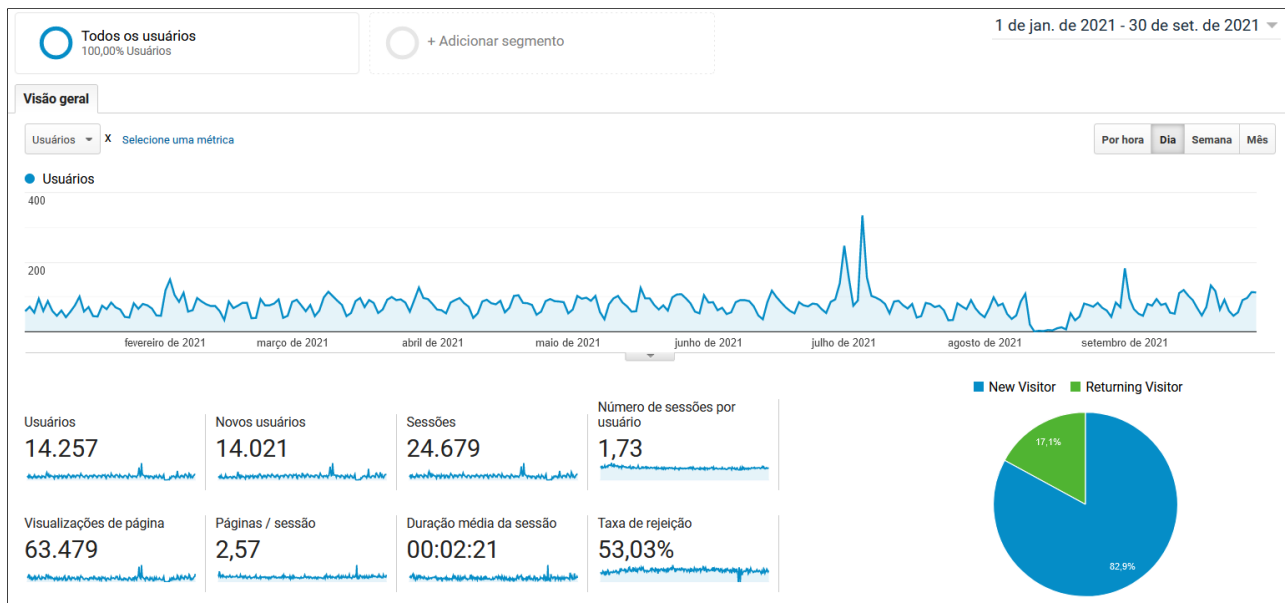 Todos os usuários
100,00% Usuários
+ Adicionar segmento
1 de jan. de 2021 - 30 de set. de 2021
Visão geral
Usuários
X
Selecione uma métrica
Por hora
Dia
Semana
Mês
Usuários
400
200
fevereiro de 2021
março de 2021
abril de 2021
maio de 2021
junho de 2021
julho de 2021
agosto de 2021
setembro de 2021
New Visitor
Returning Visitor
Usuários
14.257
Novos usuários
14.021
Sessões
24.679
Número de sessões por
usuário
1,73
Visualizações de página
63.479
Páginas / sessão
2,57
Duração média da sessão
00:02:21
Taxa de rejeição
53,03%
17,1%
82,9%